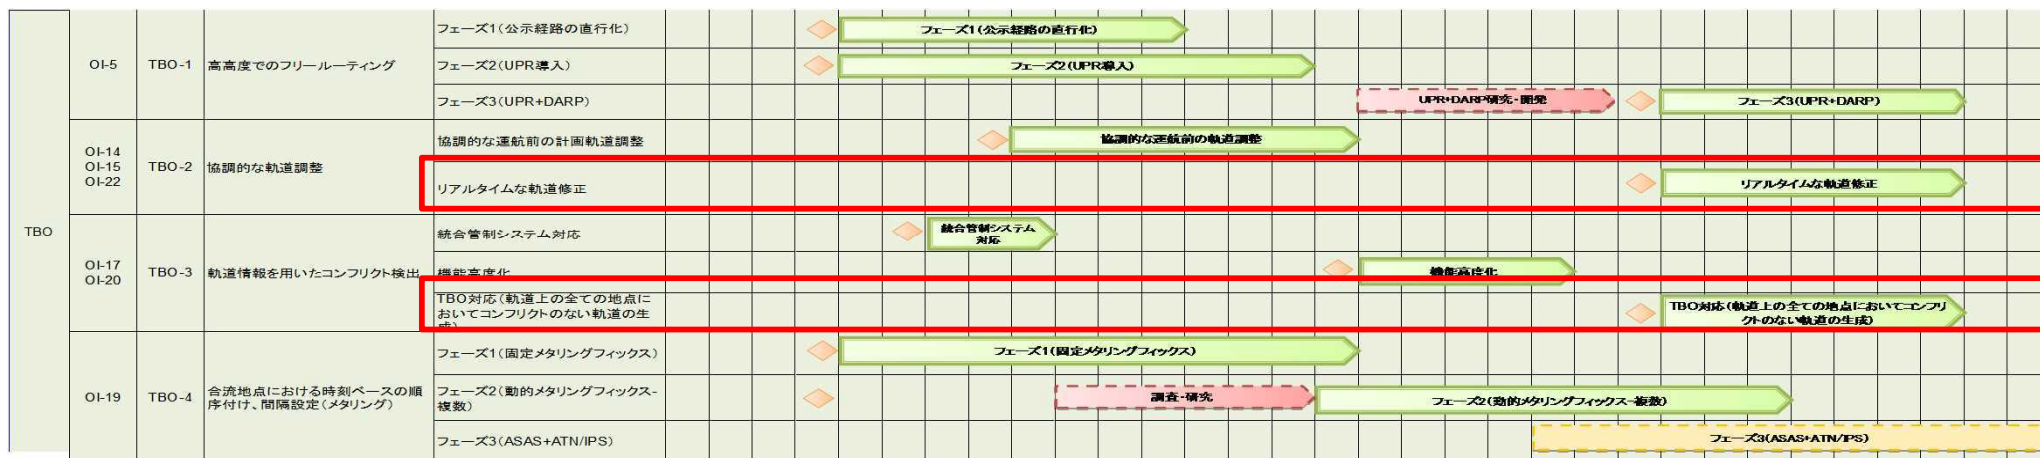 フェーズ1(公示経路の直行化)
フェーズ1(公示経路の直行化)
OI-5
TBO-1
高高度でのフリールーティング
フェーズ2(UPR導入)
フェーズ2(UPR導入)
フェーズ3(UPR+DARP)
UPR+DARP研究・開発
フェーズ3(UPR+DARP)
OI-14
OI-15
OI-22
TBO-2
協調的な軌道調整
協調的な運航前の計画軌道調整
協調的な運航前の軌道調整
リアルタイムな軌道修正
リアルタイムな軌道修正
TBO
OI-17
OI-20
TBO-3
軌道情報を用いたコンフリクト検出
統合管制システム対応
統合管制システム
対応
機能高度化
機能高度化
TBO対応(軌道上の全ての地点に
おいてコンフリクトのない軌道の生
成)
TBO対応(軌道上の全ての地点においてコンフリ
クトのない軌道の生成)
OI-19
TBO-4
合流地点における時刻ベースの順
序付け、間隔設定(メタリング)
フェーズ1(固定メタリングフィックス)
フェーズ1(固定メタリングフィックス)
フェーズ2(動的メタリングフィックス-
複数)
調査・研究
フェーズ2(動的メタリングフィックス-複数)
フェーズ3(ASAS+ATN/IPS)
フェーズ3(ASAS+ATN/IPS)